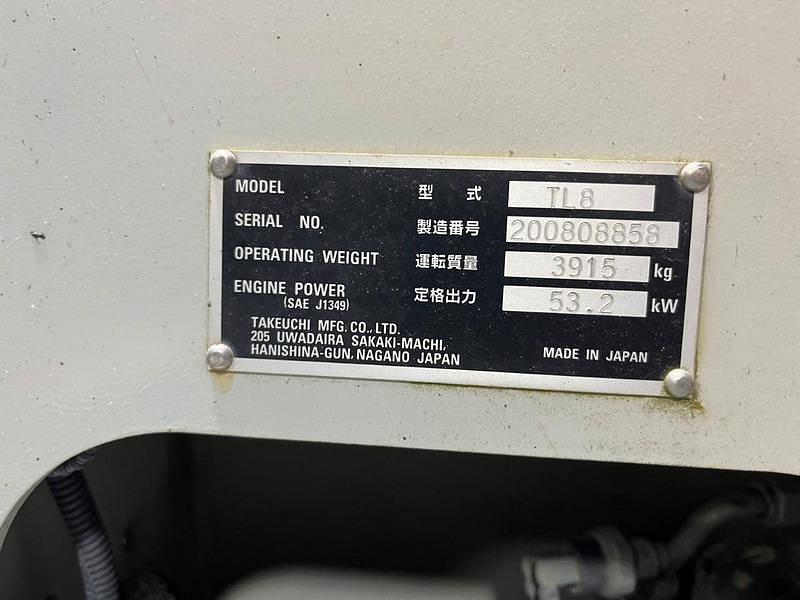 MODEL 型 式 TL8
SERIAL NO. 製造番号 200808858
OPERATING WEIGHT 運転質量 3915 kg
ENGINE POWER 定格出力 53.2 kW
(SAE J1349)
TAKEUCHI MFG. CO., LTD.
205 UWADAIRA SAKAKI-MACHI,
HANISHINA-GUN, NAGANO JAPAN
MADE IN JAPAN